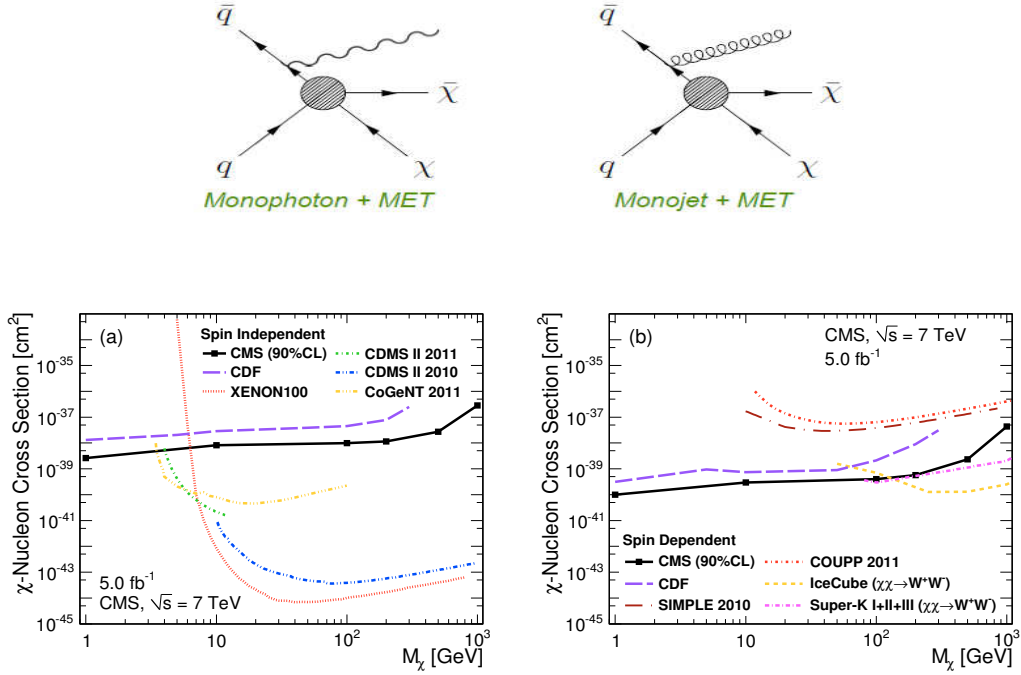 q̄
χ̄
q
χ
Monophoton + MET
q̄
χ̄
q
χ
Monojet + MET
χ-Nucleon Cross Section [cm²]
10⁻³⁵
10⁻³⁷
10⁻³⁹
10⁻⁴¹
10⁻⁴³
10⁻⁴⁵
(a)
Spin Independent
CMS (90%CL)
CDF
XENON100
CDMS II 2011
CDMS II 2010
CoGeNT 2011
5.0 fb⁻¹
CMS, √s = 7 TeV
1 10 10² 10³
Mχ [GeV]
χ-Nucleon Cross Section [cm²]
10⁻³⁵
10⁻³⁷
10⁻³⁹
10⁻⁴¹
10⁻⁴³
10⁻⁴⁵
(b)
CMS, √s = 7 TeV
5.0 fb⁻¹
Spin Dependent
CMS (90%CL)
CDF
SIMPLE 2010
COUPP 2011
IceCube (χχ→W⁺W⁻)
Super-K I+II+III (χχ→W⁺W⁻)
1 10 10² 10³
Mχ [GeV]